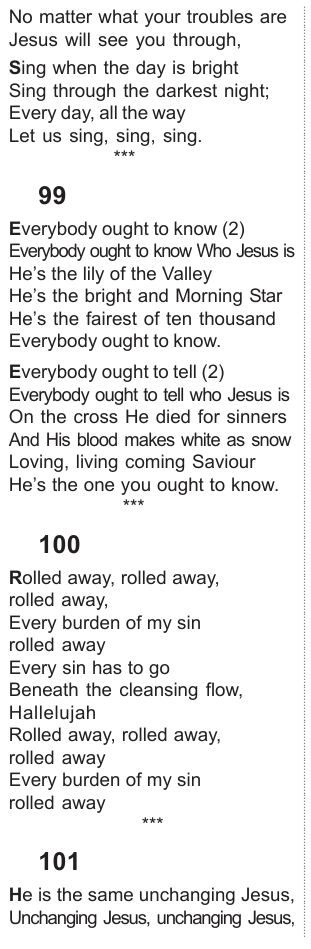 No matter what your troubles are
Jesus will see you through,
Sing when the day is bright
Sing through the darkest night;
Every day, all the way
Let us sing, sing, sing.
***
99
Everybody ought to know (2)
Everybody ought to know Who Jesus is
He's the lily of the Valley
He's the bright and Morning Star
He's the fairest of ten thousand
Everybody ought to know.
Everybody ought to tell (2)
Everybody ought to tell who Jesus is
On the cross He died for sinners
And His blood makes white as snow
Loving, living coming Saviour
He's the one you ought to know.
***
100
Rolled away, rolled away,
rolled away,
Every burden of my sin
rolled away
Every sin has to go
Beneath the cleansing flow,
Hallelujah
Rolled away, rolled away,
rolled away
Every burden of my sin
rolled away
***
101
He is the same unchanging Jesus,
Unchanging Jesus, unchanging Jesus,